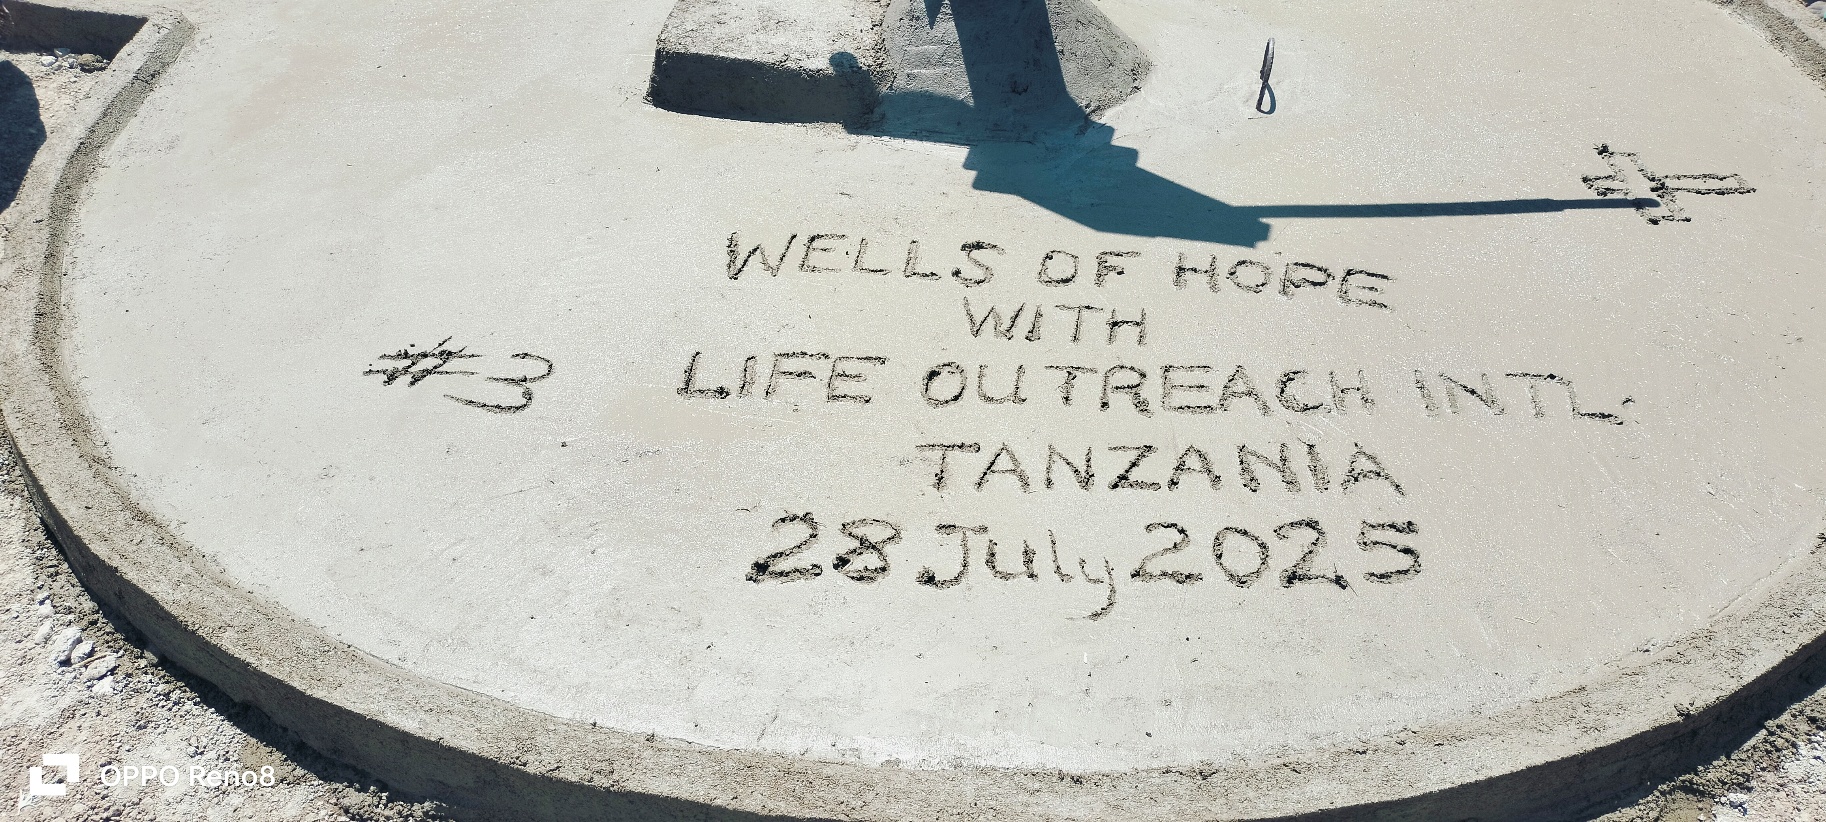 WELLS OF HOPE
WITH
#3 LIFE OUTREACH INTL.
TANZANIA
28 July 2025
OPPO Reno8